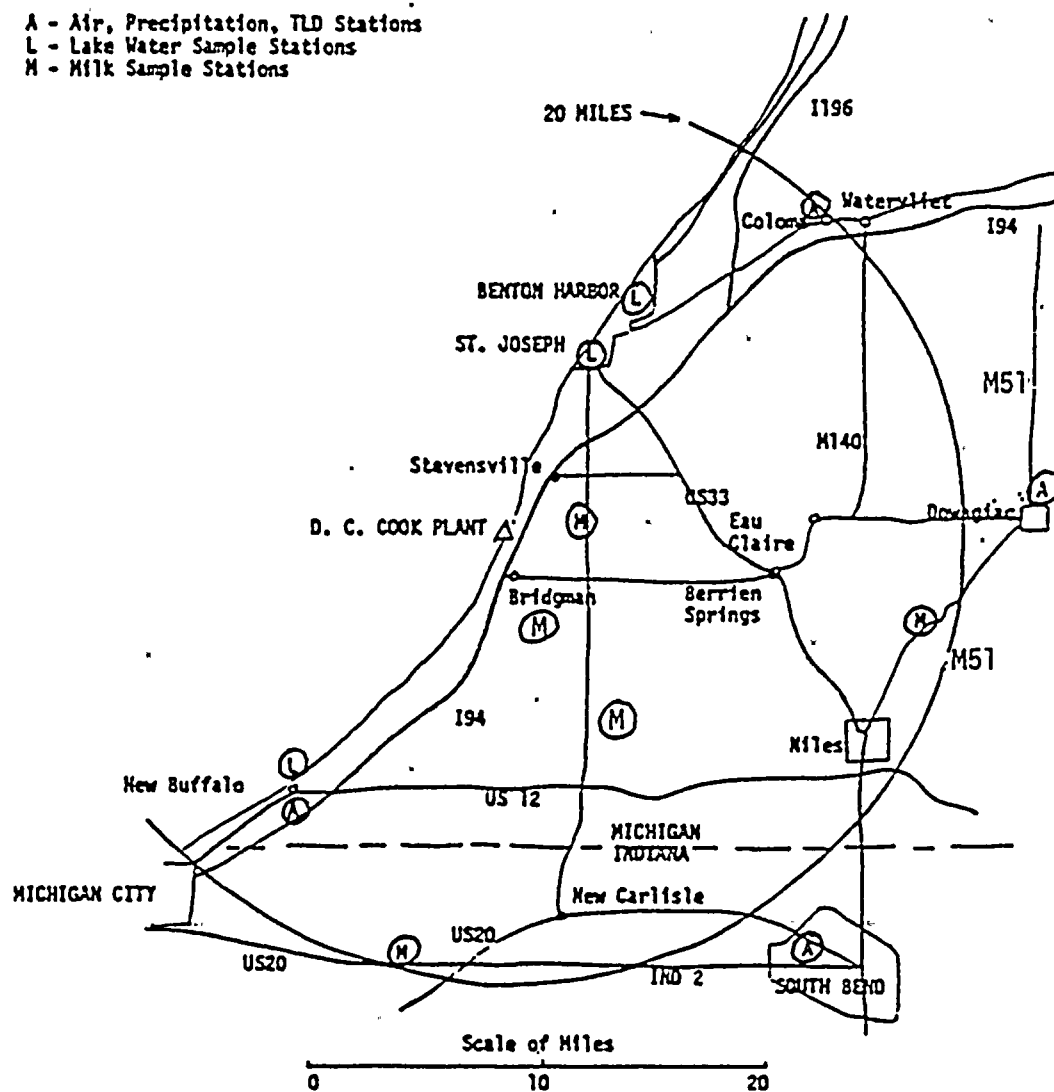 A - Air, Precipitation, TLD Stations
L - Lake Water Sample Stations
M - Milk Sample Stations
20 MILES
I196
A
Watervliet
Coloma
I94
BENTON HARBOR
L
ST. JOSEPH
L
M51
M140
Stevensville
US33
A
Dowagiac
M
Eau
Claire
D. C. COOK PLANT
Bridgman
Berrien
Springs
M
M
M51
I94
M
Niles
L
New Buffalo
US 12
A
MICHIGAN
INDIANA
MICHIGAN CITY
New Carlisle
US20
M
A
US20
IND 2
SOUTH BEND
Scale of Miles
0 10 20